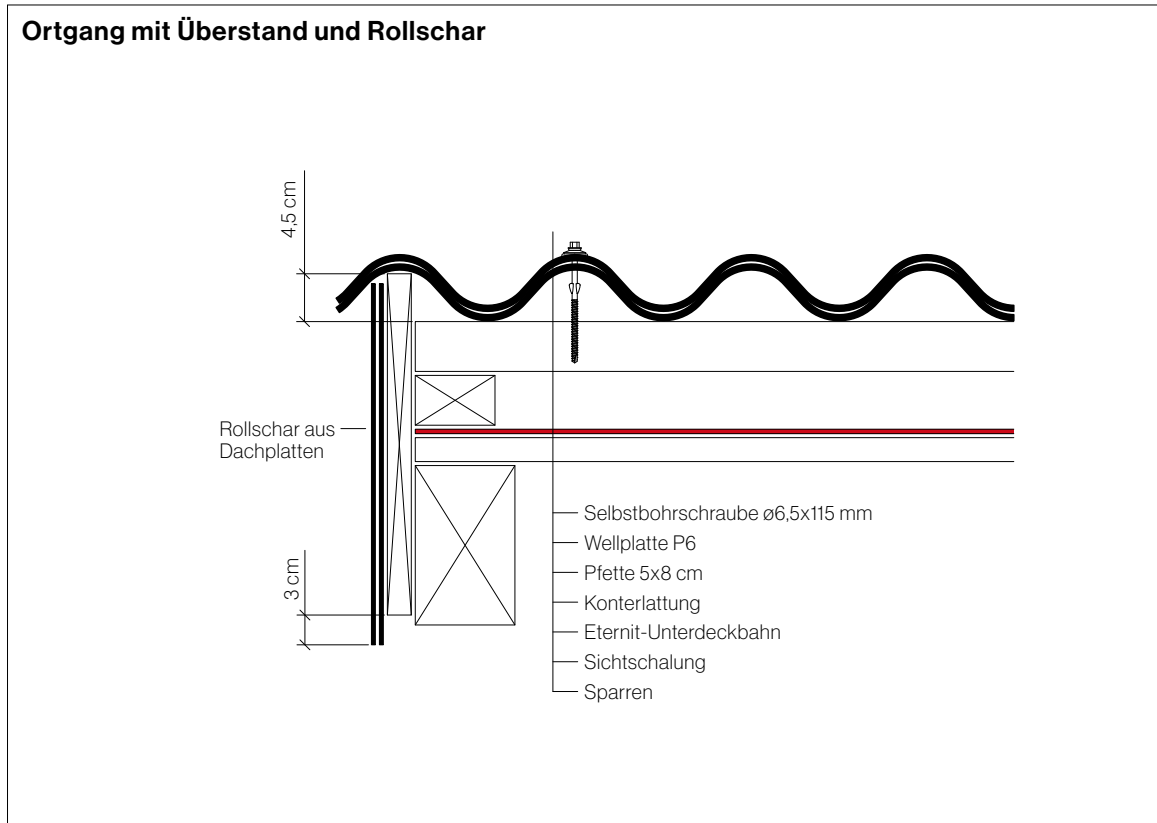 Ortgang mit Überstand und Rollschar
4,5 cm
Rollschar aus
Dachplatten
3 cm
Selbstbohrschraube ø6,5x115 mm
Wellplatte P6
Pfette 5x8 cm
Konterlattung
Eternit-Unterdeckbahn
Sichtschalung
Sparren